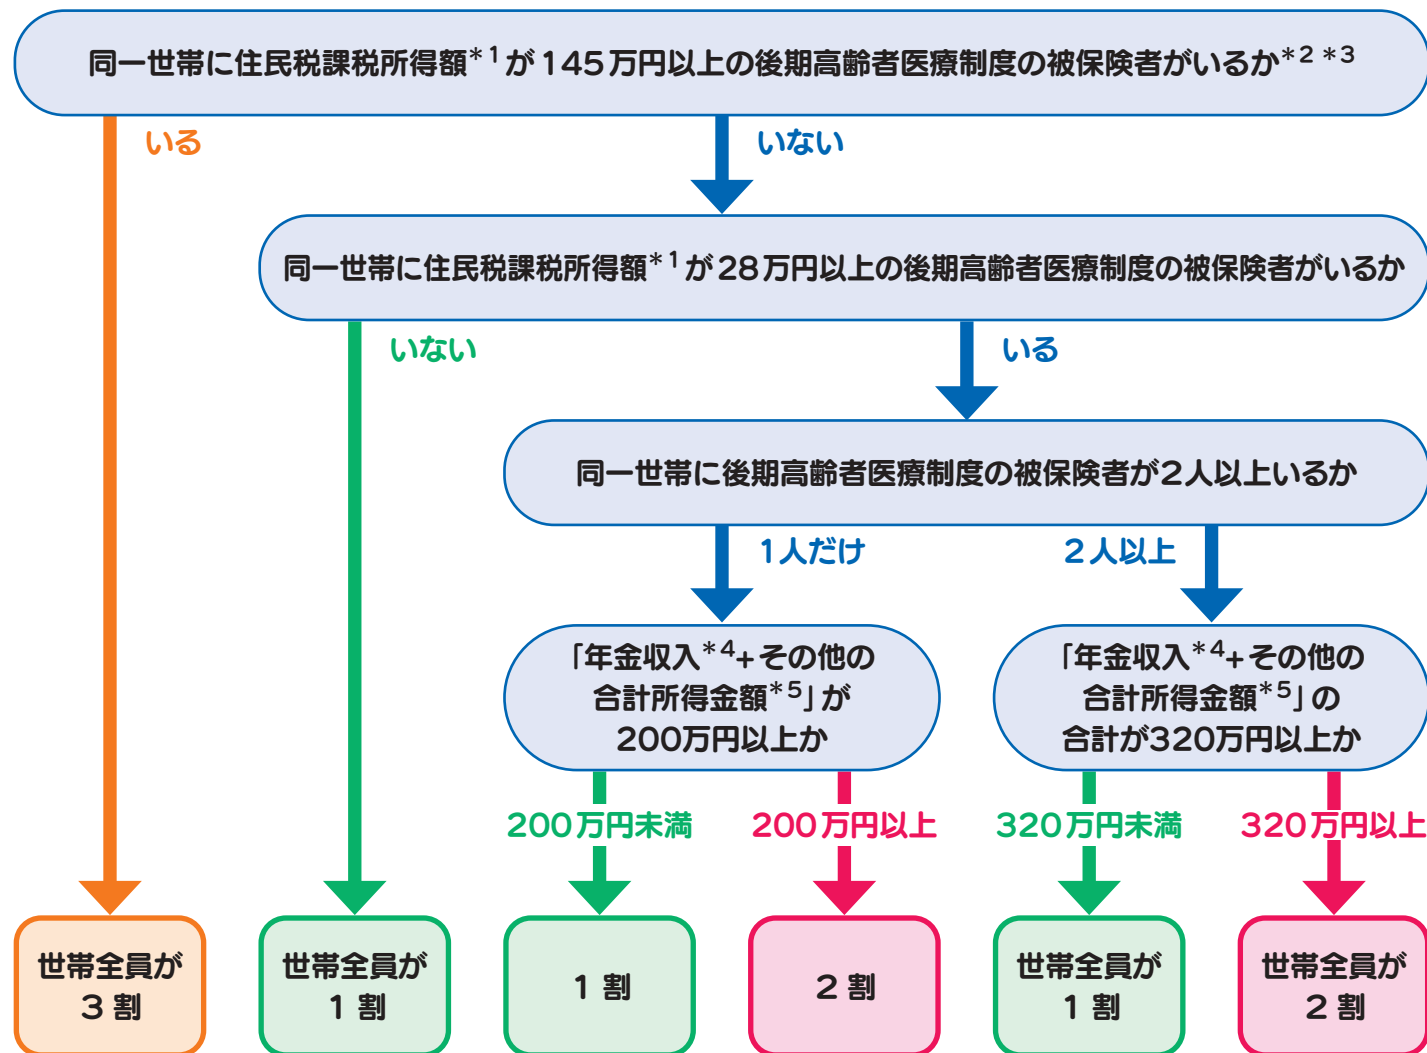 同一世帯に住民税課税所得額*1が145万円以上の後期高齢者医療制度の被保険者がいるか*2 *3
いる
いない
同一世帯に住民税課税所得額*1が28万円以上の後期高齢者医療制度の被保険者がいるか
いない
いる
同一世帯に後期高齢者医療制度の被保険者が2人以上いるか
1人だけ
2人以上
「年金収入*4+その他の
合計所得金額*5」が
200万円以上か
「年金収入*4+その他の
合計所得金額*5」の
合計が320万円以上か
200万円未満
200万円以上
320万円未満
320万円以上
世帯全員が
3 割
世帯全員が
1 割
1 割
2 割
世帯全員が
1 割
世帯全員が
2 割